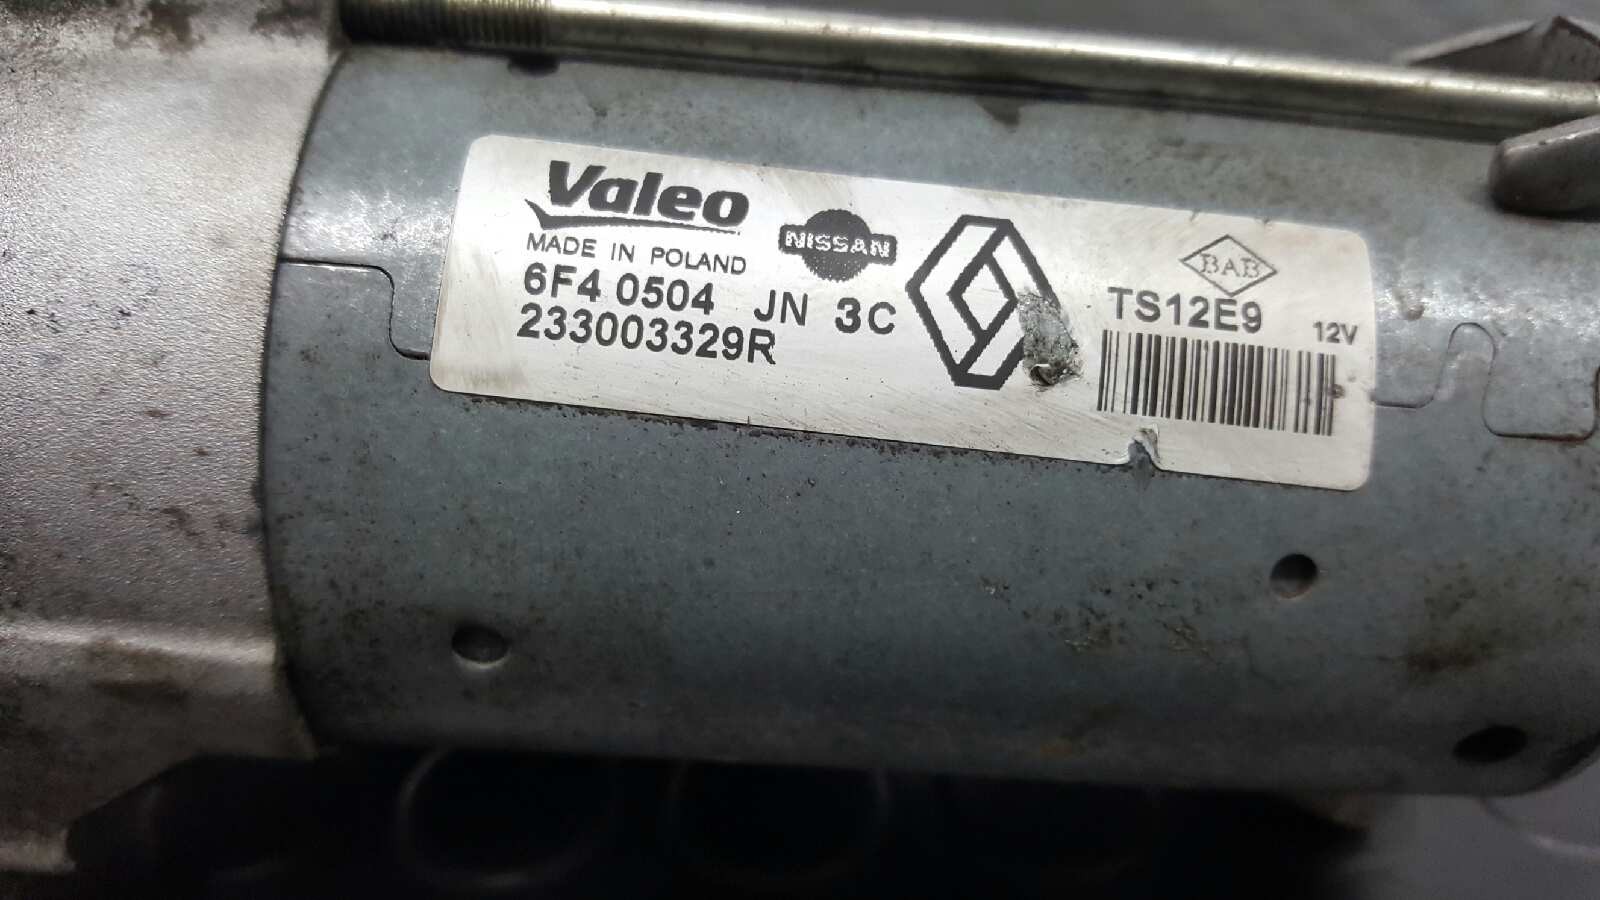 Valeo
MADE IN POLAND
6F4 0504 JN 3C
233003329R
NISSAN
BAB
TS12E9
12V